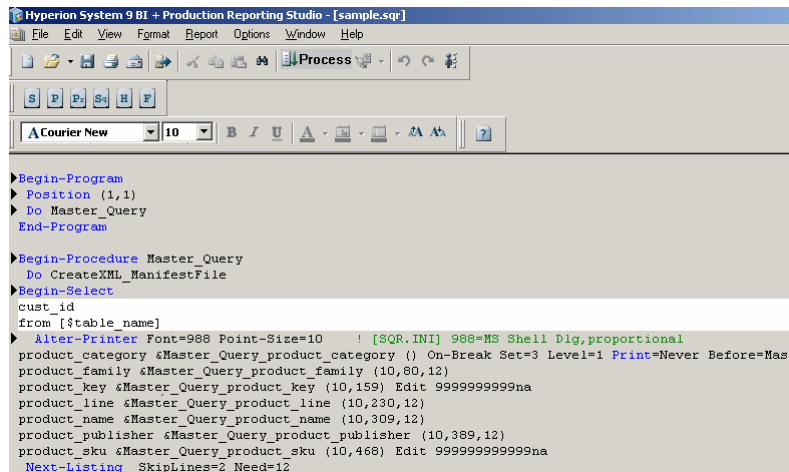 Hyperion System 9 BI + Production Reporting Studio - [sample.sqr]
File Edit View Format Report Options Window Help
Process
S P Pr Sq H F
A Courier New 10 B I U A
Begin-Program
Position (1,1)
Do Master_Query
End-Program
Begin-Procedure Master_Query
Do CreateXML_ManifestFile
Begin-Select
cust_id
from [$table_name]
Alter-Printer Font=988 Point-Size=10 ! [SQR.INI] 988=MS Shell Dlg,proportional
product_category &Master_Query_product_category () On-Break Set=3 Level=1 Print=Never Before=Mas
product_family &Master_Query_product_family (10,80,12)
product_key &Master_Query_product_key (10,159) Edit 9999999999na
product_line &Master_Query_product_line (10,230,12)
product_name &Master_Query_product_name (10,309,12)
product_publisher &Master_Query_product_publisher (10,389,12)
product_sku &Master_Query_product_sku (10,468) Edit 999999999999na
Next-Listing SkipLines=2 Need=12